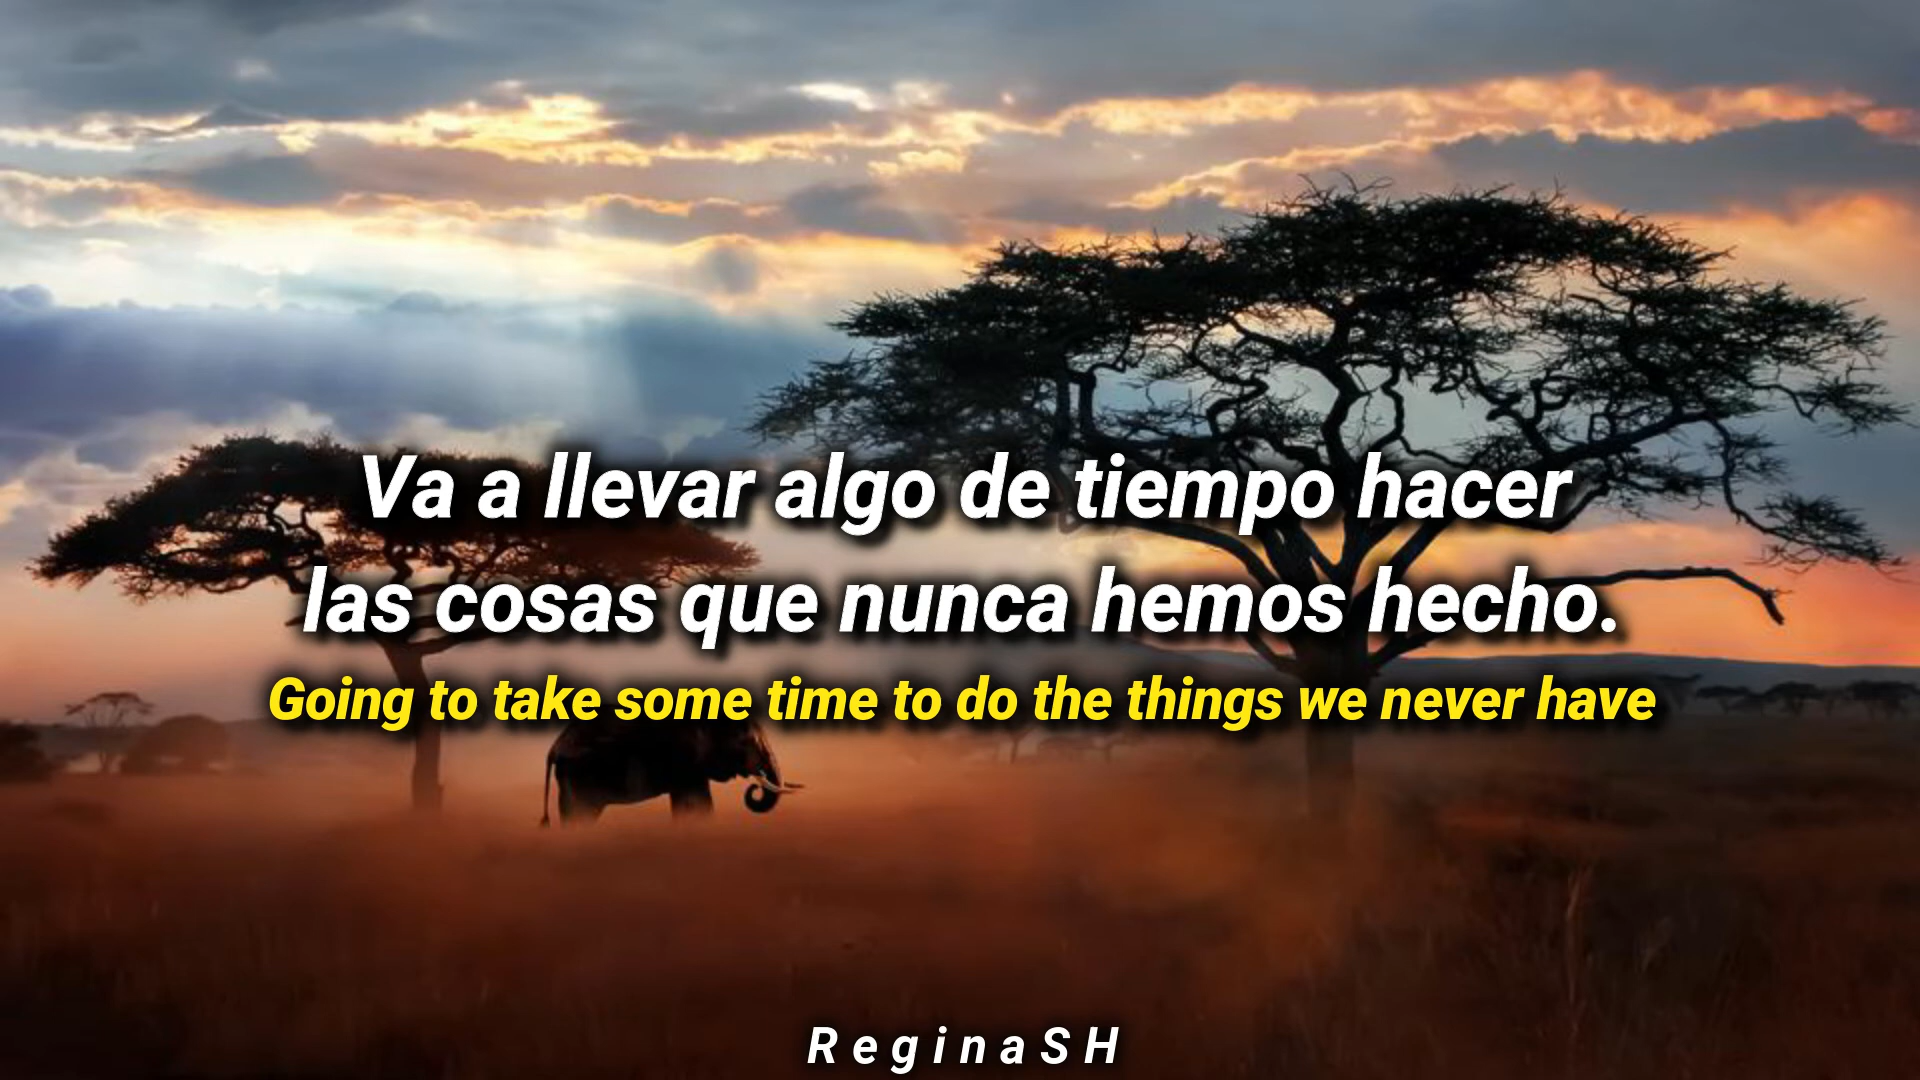 Va a llevar algo de tiempo hacer
las cosas que nunca hemos hecho.
Going to take some time to do the things we never have
ReginaSH